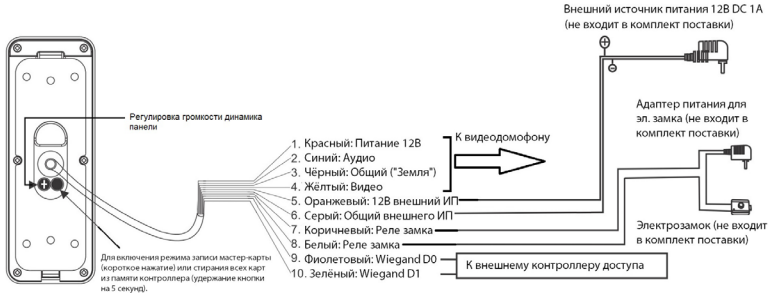 Внешний источник питания 12В DC 1А
(не входит в комплект поставки)
Регулировка громкости динамика
панели
Адаптер питания для
эл. замка (не входит в
комплект поставки)
1. Красный: Питание 12В
2. Синий: Аудио
3. Чёрный: Общий ("Земля")
4. Жёлтый: Видео
5. Оранжевый: 12В внешний ИП
6. Серый: Общий внешнего ИП
7. Коричневый: Реле замка
8. Белый: Реле замка
9. Фиолетовый: Wiegand D0
10. Зелёный: Wiegand D1
К видеодомофону
Электрозамок (не входит
в комплект поставки)
К внешнему контроллеру доступа
Для включения режима записи мастер-карты
(короткое нажатие) или стирания всех карт
из памяти контроллера (удержание кнопки
на 5 секунд).